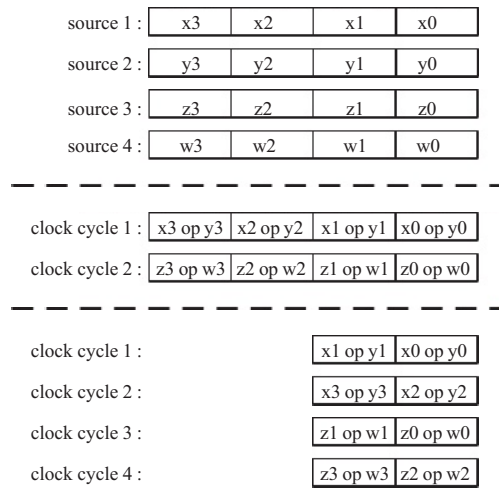 source 1 : x3 x2 x1 x0
source 2 : y3 y2 y1 y0
source 3 : z3 z2 z1 z0
source 4 : w3 w2 w1 w0
clock cycle 1 : x3 op y3 x2 op y2 x1 op y1 x0 op y0
clock cycle 2 : z3 op w3 z2 op w2 z1 op w1 z0 op w0
clock cycle 1 : x1 op y1 x0 op y0
clock cycle 2 : x3 op y3 x2 op y2
clock cycle 3 : z1 op w1 z0 op w0
clock cycle 4 : z3 op w3 z2 op w2